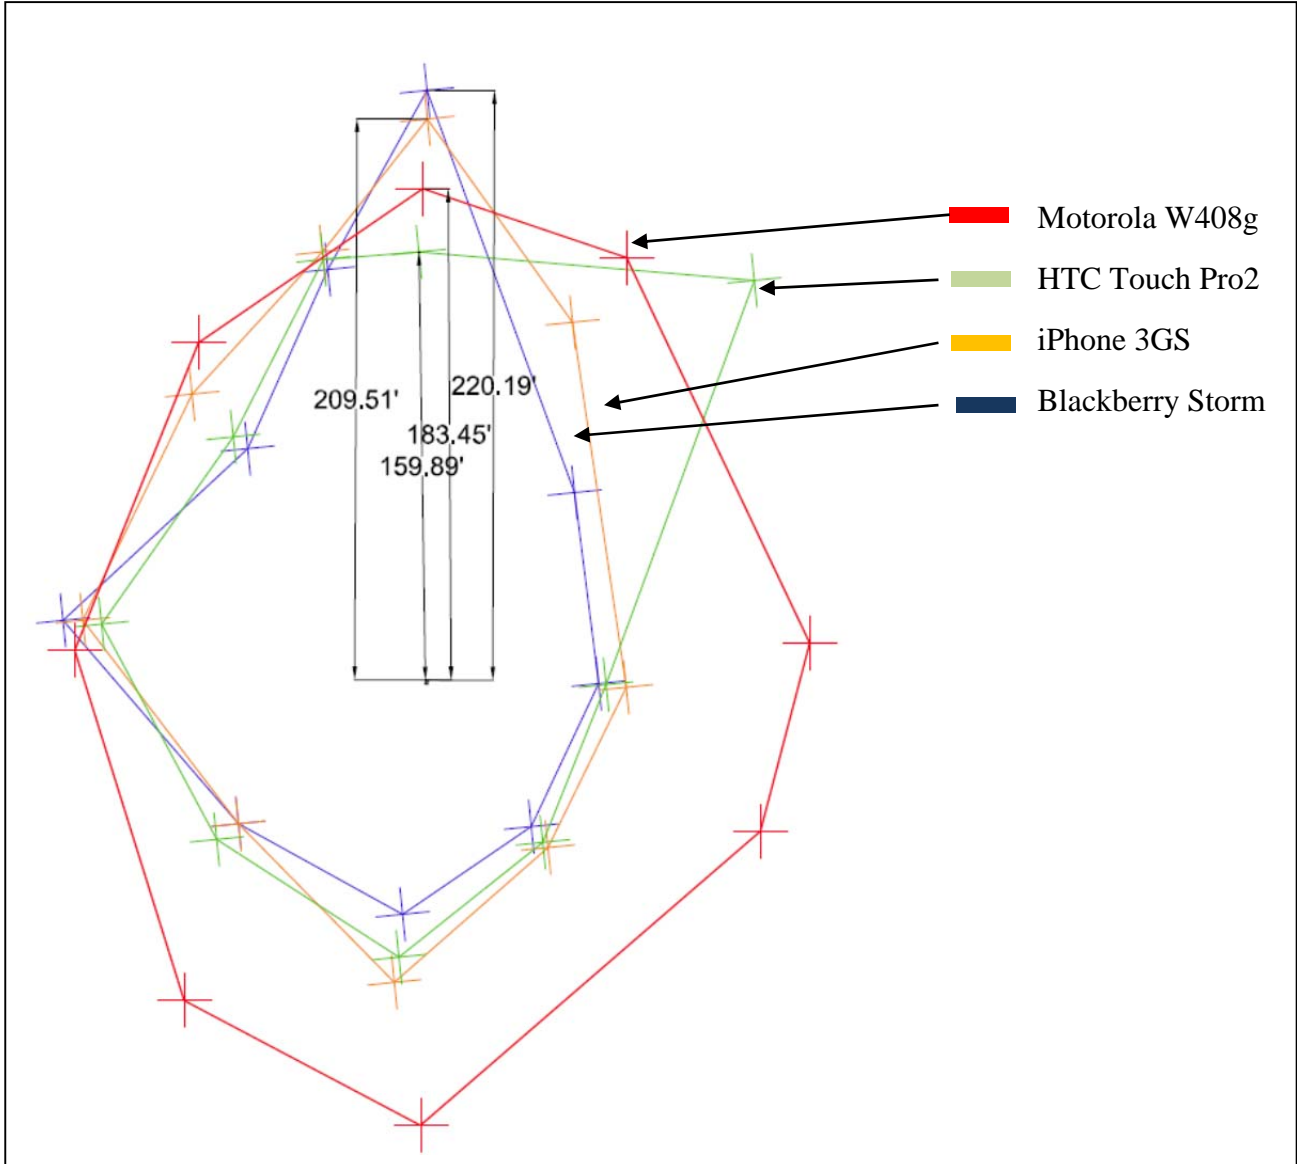 Motorola W408g
HTC Touch Pro2
iPhone 3GS
Blackberry Storm
209.51'
220.19'
183.45'
159.89'